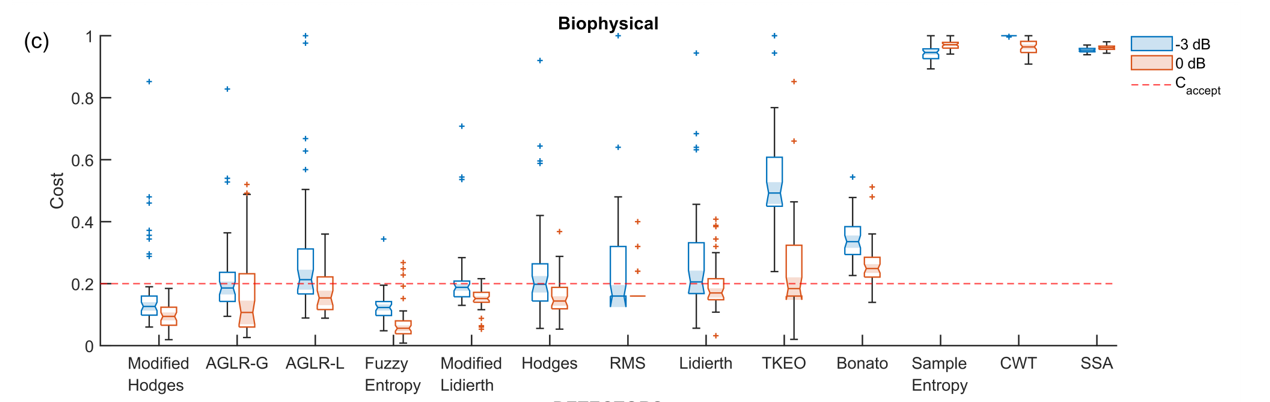 Biophysical
(c)
-3 dB
0 dB
Caccept
Cost
1
0.8
0.6
0.4
0.2
0
Modified
Hodges
AGLR-G
AGLR-L
Fuzzy
Entropy
Modified
Lidierth
Hodges
RMS
Lidierth
TKEO
Bonato
Sample
Entropy
CWT
SSA